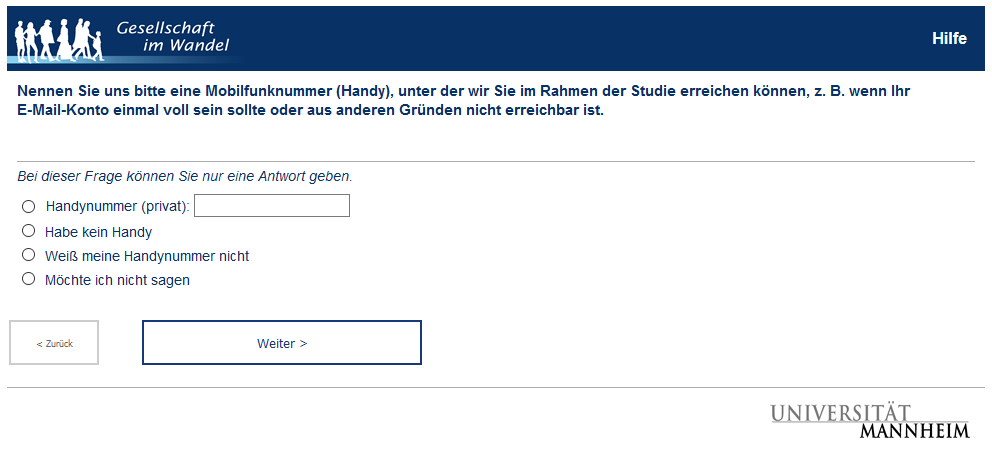 Gesellschaft
im Wandel
Hilfe
Nennen Sie uns bitte eine Mobilfunknummer (Handy), unter der wir Sie im Rahmen der Studie erreichen können, z. B. wenn Ihr
E-Mail-Konto einmal voll sein sollte oder aus anderen Gründen nicht erreichbar ist.
Bei dieser Frage können Sie nur eine Antwort geben.
Handynummer (privat):
Habe kein Handy
Weiß meine Handynummer nicht
Möchte ich nicht sagen
< Zurück
Weiter >
UNIVERSITÄT
MANNHEIM